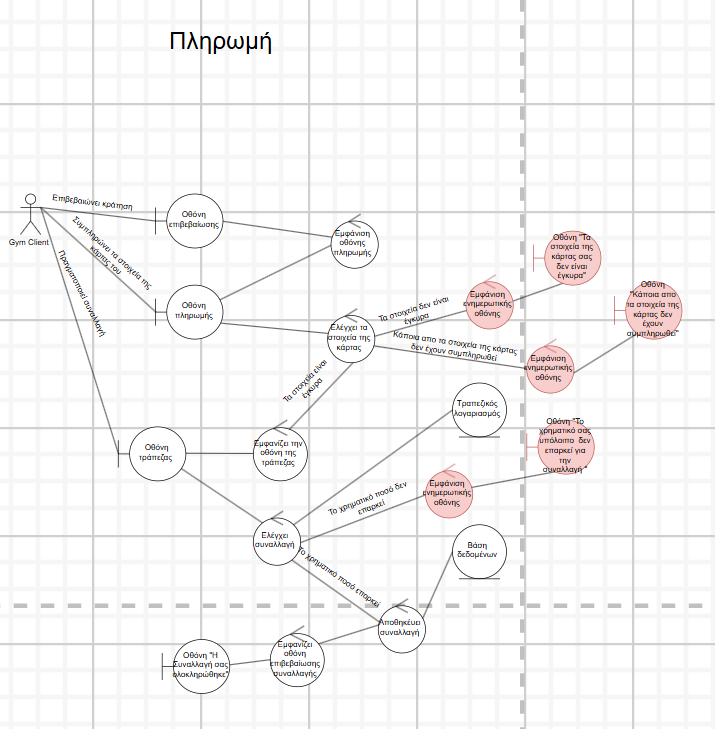 Πληρωμή
Επιβεβαιώνει κράτηση
Οθόνη
επιβεβαίωσης
Gym Client
Συμπληρώνει τα στοιχεία της
κάρτας του
Πραγματοποιεί συναλλαγή
Εμφάνιση
οθόνης
πληρωμής
Οθόνη "Τα
στοιχεία της
κάρτας σας
δεν είναι
έγκυρα"
Οθόνη
πληρωμής
Ελέγχει τα
στοιχεία της
κάρτας
Τα στοιχεία δεν είναι
έγκυρα
Εμφάνιση
ενημερωτικής
οθόνης
Οθόνη
"Κάποια απο
τα στοιχεία της
κάρτας δεν
έχουν
συμπληρωθεί"
Κάποια απο τα στοιχεία της κάρτας
δεν έχουν συμπληρωθεί
Εμφάνιση
ενημερωτικής
οθόνης
Τα στοιχεία είναι
έγκυρα
Τραπεζικός
λογαριασμός
Οθόνη
τράπεζας
Εμφανίζει την
οθόνη της
τράπεζας
Οθόνη "Το
χρηματικό σας
υπόλοιπο δεν
επαρκεί για
την
συναλλαγή "
Το χρηματικό ποσό δεν
επαρκεί
Εμφάνιση
ενημερωτικής
οθόνης
Ελέγχει
συναλλαγή
Το χρηματικό ποσό επαρκεί
Βάση
δεδομένων
Αποθηκέυει
συναλλαγή
Εμφανίζει
οθόνη
επιβεβαίωσης
συναλλαγής
Οθόνη "Η
Συναλλαγή σας
ολοκληρώθηκε"